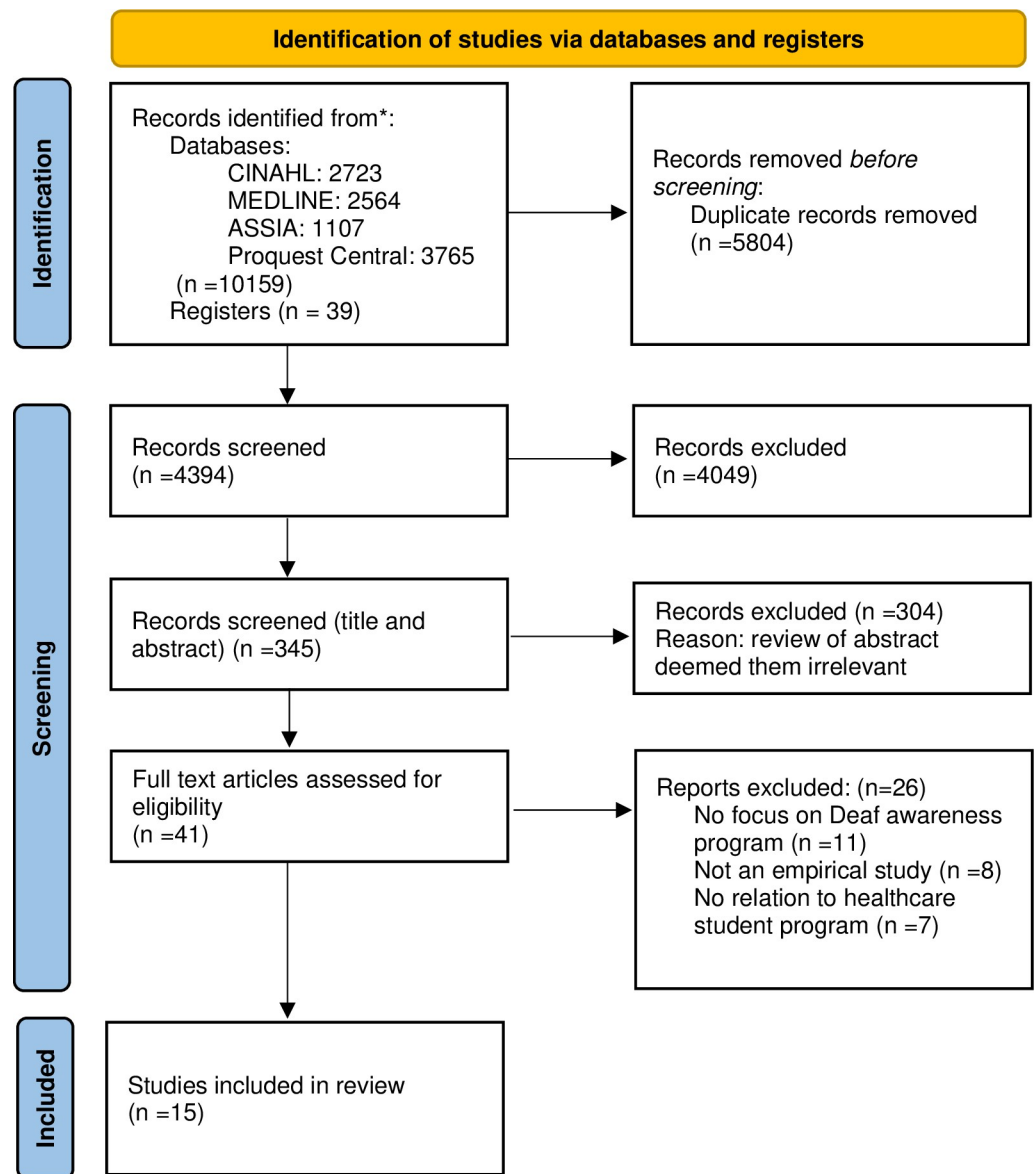 Identification of studies via databases and registers
Identification
Records identified from*:
Databases:
CINAHL: 2723
MEDLINE: 2564
ASSIA: 1107
Proquest Central: 3765
(n =10159)
Registers (n = 39)
Records removed before
screening:
Duplicate records removed
(n =5804)
Screening
Records screened
(n =4394)
Records excluded
(n =4049)
Records screened (title and
abstract) (n =345)
Records excluded (n =304)
Reason: review of abstract
deemed them irrelevant
Full text articles assessed for
eligibility
(n =41)
Reports excluded: (n=26)
No focus on Deaf awareness
program (n =11)
Not an empirical study (n =8)
No relation to healthcare
student program (n =7)
Included
Studies included in review
(n =15)